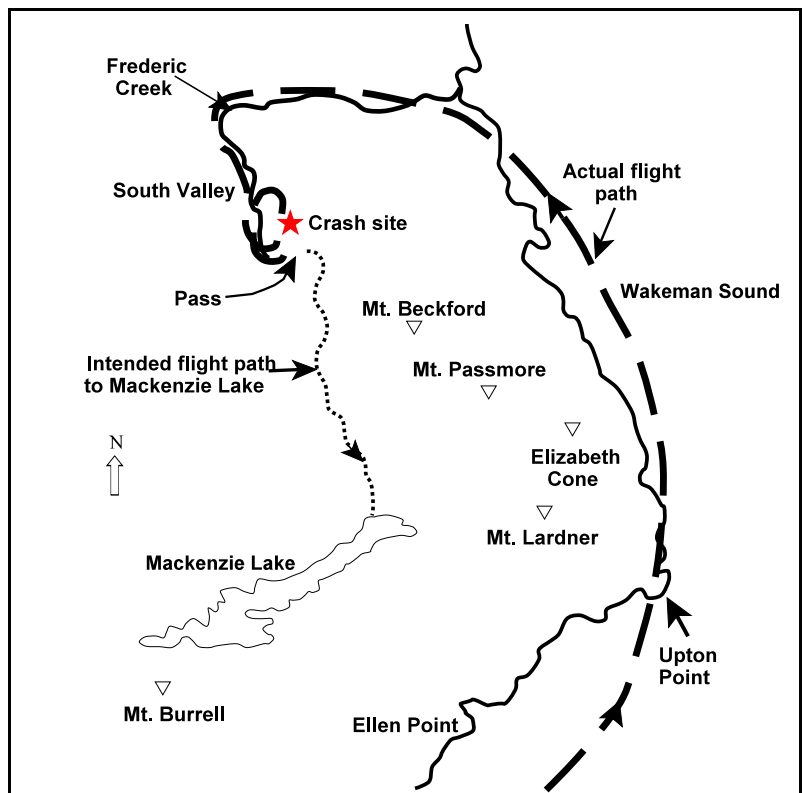 Frederic
Creek
Actual flight
path
South Valley
Crash site
Wakeman Sound
Pass
Mt. Beckford
Intended flight path
to Mackenzie Lake
Mt. Passmore
N
Elizabeth
Cone
Mt. Lardner
Mackenzie Lake
Upton
Point
Mt. Burrell
Ellen Point